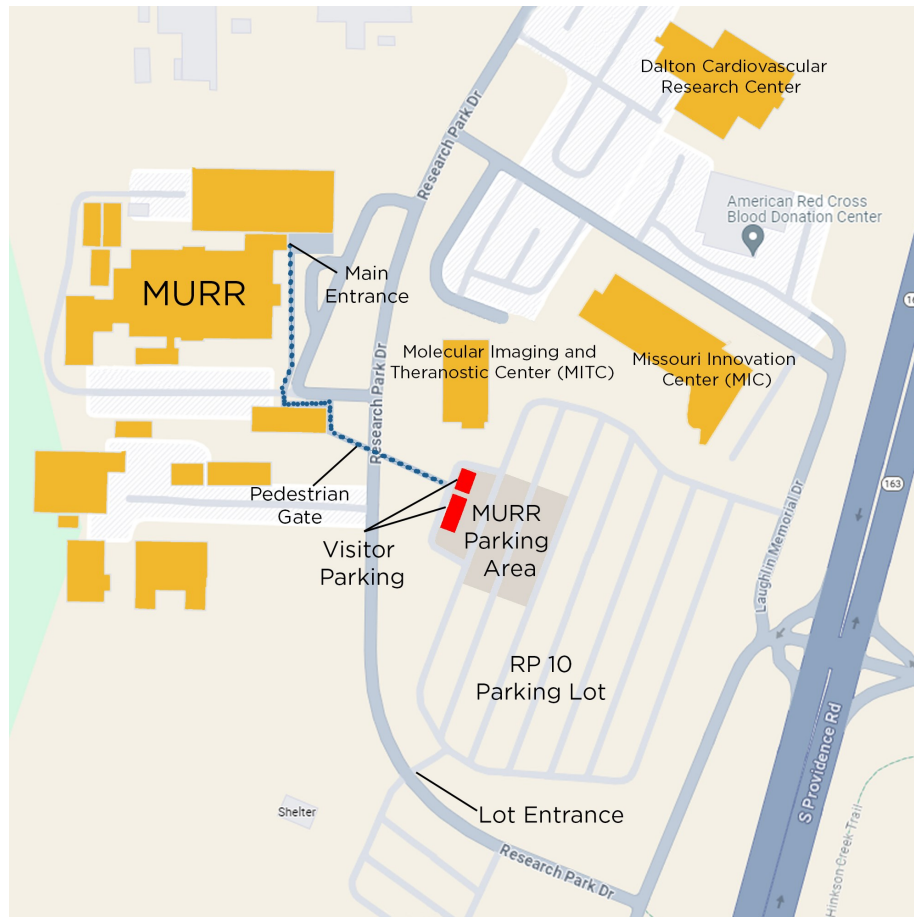 Dalton Cardiovascular
Research Center
Research Park Dr
American Red Cross
Blood Donation Center
Main
Entrance
MURR
Research Park Dr
Molecular Imaging and
Theranostic Center (MITC)
Missouri Innovation
Center (MIC)
163
Pedestrian
Gate
Visitor
Parking
MURR
Parking
Area
Laughlin Memorial Dr
RP 10
Parking Lot
S Providence Rd
Lot Entrance
Shelter
Research Park Dr
Hinkson Creek Trail